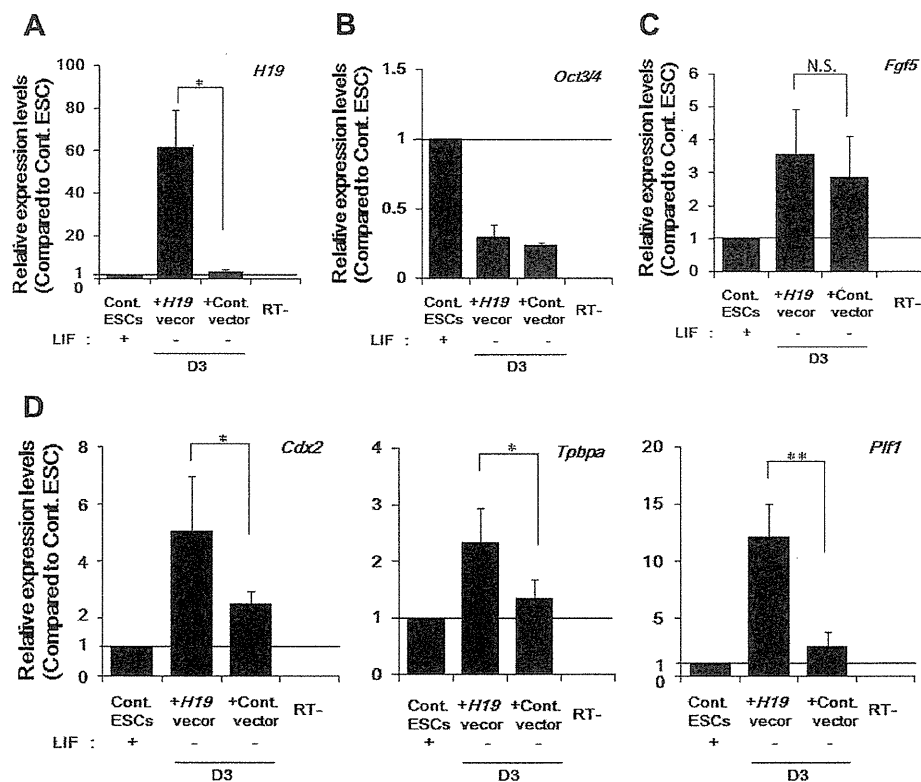 A
Relative expression levels
(Compared to Cont. ESC)
H19
100
80
60
40
20
1
0
*
Cont.
ESCs
+H19
vecor
+Cont.
vector
RT-
LIF : + - -
D3
B
Relative expression levels
(Compared to Cont. ESC)
Oct3/4
1
0.5
0
Cont.
ESCs
+H19
vecor
+Cont.
vector
RT-
LIF : + - -
D3
C
Relative expression levels
(Compared to Cont. ESC)
Fgf5
N.S.
6
5
4
3
2
1
0
Cont.
ESCs
+H19
vecor
+Cont.
vector
RT-
LIF : + - -
D3
D
Relative expression levels
(Compared to Cont. ESC)
Cdx2
*
8
6
4
2
1
0
Cont.
ESCs
+H19
vecor
+Cont.
vector
RT-
LIF : + - -
D3
Tpbpa
*
4
3
2
1
0
Cont.
ESCs
+H19
vecor
+Cont.
vector
RT-
+ - -
D3
Plf1
**
20
15
10
5
1
0
Cont.
ESCs
+H19
vecor
+Cont.
vector
RT-
+ - -
D3